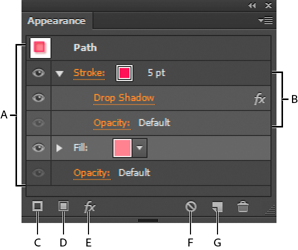 Appearance
Path
Stroke: 5 pt
Drop Shadow fx
Opacity: Default
Fill:
Opacity: Default
fx
A
B
C D E F G